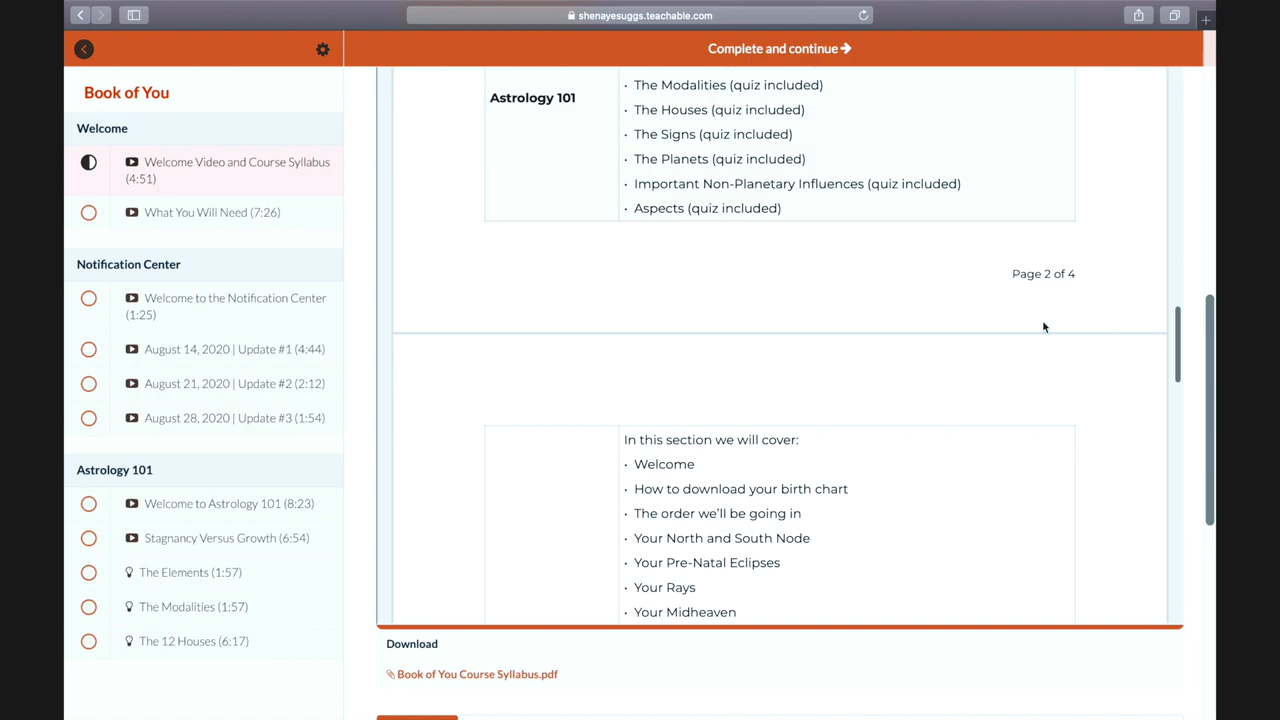 shenayesuggs.teachable.com
Complete and continue →
Book of You
Welcome
Welcome Video and Course Syllabus
(4:51)
What You Will Need (7:26)
Notification Center
Welcome to the Notification Center
(1:25)
August 14, 2020 | Update #1 (4:44)
August 21, 2020 | Update #2 (2:12)
August 28, 2020 | Update #3 (1:54)
Astrology 101
Welcome to Astrology 101 (8:23)
Stagnancy Versus Growth (6:54)
The Elements (1:57)
The Modalities (1:57)
The 12 Houses (6:17)
Astrology 101
· The Modalities (quiz included)
· The Houses (quiz included)
· The Signs (quiz included)
· The Planets (quiz included)
· Important Non-Planetary Influences (quiz included)
· Aspects (quiz included)
Page 2 of 4
In this section we will cover:
· Welcome
· How to download your birth chart
· The order we'll be going in
· Your North and South Node
· Your Pre-Natal Eclipses
· Your Rays
· Your Midheaven
Download
Book of You Course Syllabus.pdf